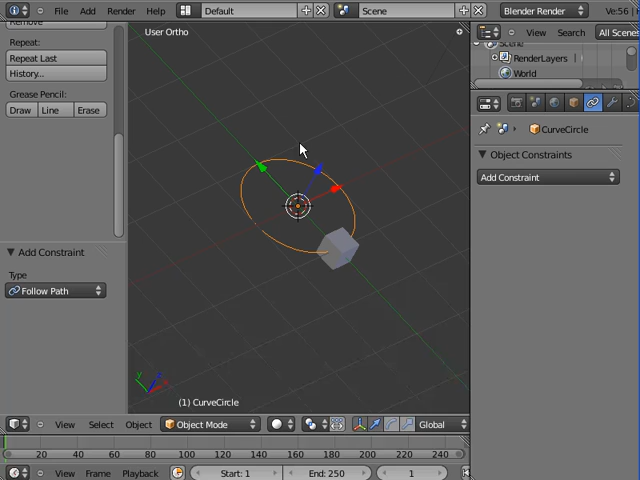 File Add Render Help Default Scene Blender Render Ve:56 | 
Remove
Repeat:
Repeat Last
History...
Grease Pencil:
Draw Line Erase
Add Constraint
Type
Follow Path
User Ortho
y z x
(1) CurveCircle
View Select Object Object Mode Global
20 40 60 80 100 120 140 160 180 200 220 240
View Frame Playback Start: 1 End: 250 1
View Search All Scenes
Scene
RenderLayers |
World
CurveCircle
Object Constraints
Add Constraint